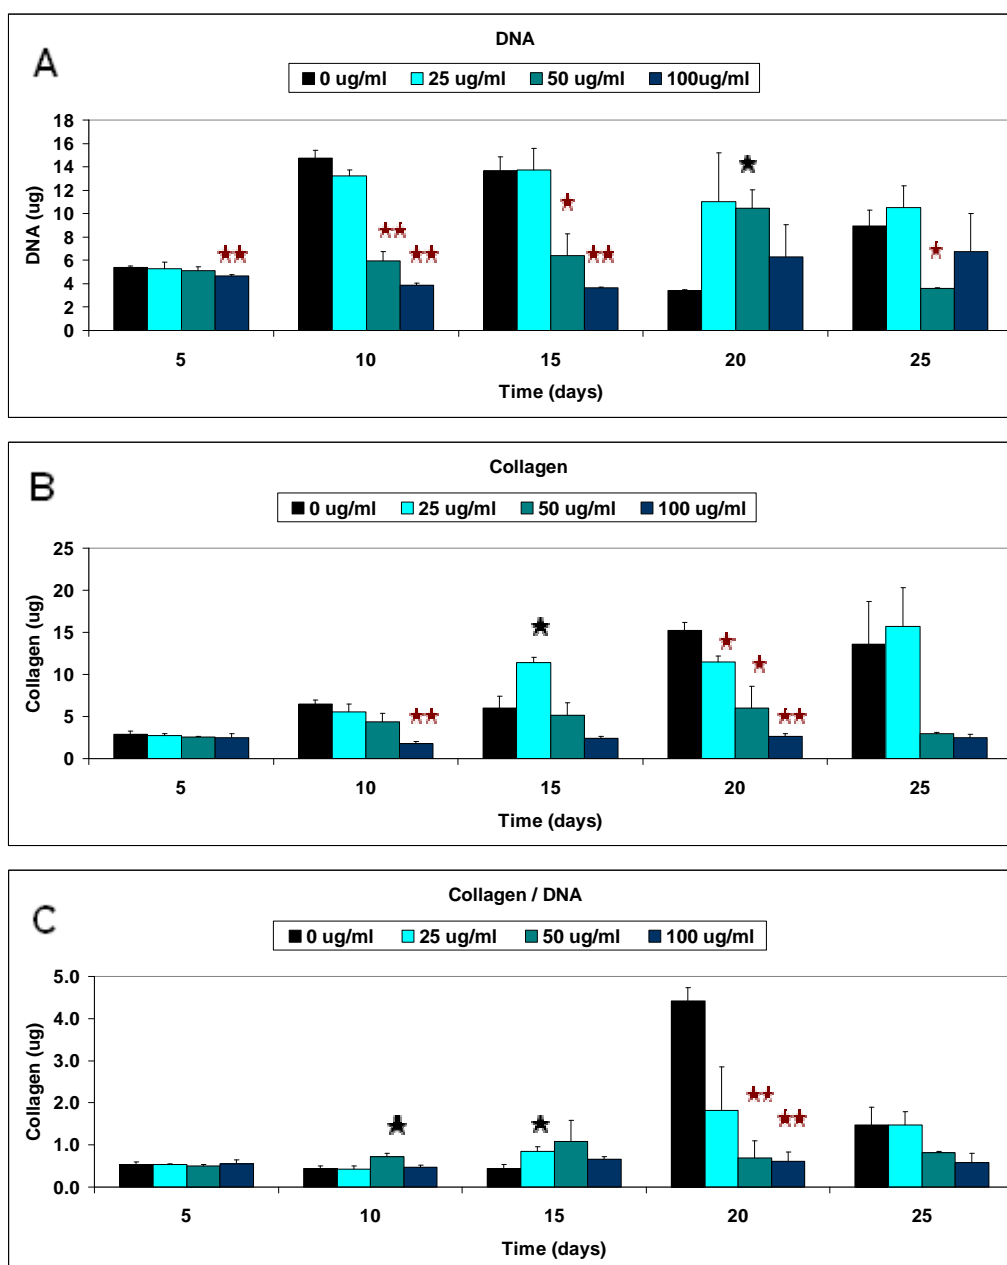 A
DNA
0 ug/ml 25 ug/ml 50 ug/ml 100ug/ml
DNA (ug)
18
16
14
12
10
8
6
4
2
0
5 10 15 20 25
Time (days)
B
Collagen
0 ug/ml 25 ug/ml 50 ug/ml 100 ug/ml
Collagen (ug)
25
20
15
10
5
0
5 10 15 20 25
Time (days)
C
Collagen / DNA
0 ug/ml 25 ug/ml 50 ug/ml 100 ug/ml
Collagen (ug)
5.0
4.0
3.0
2.0
1.0
0.0
5 10 15 20 25
Time (days)